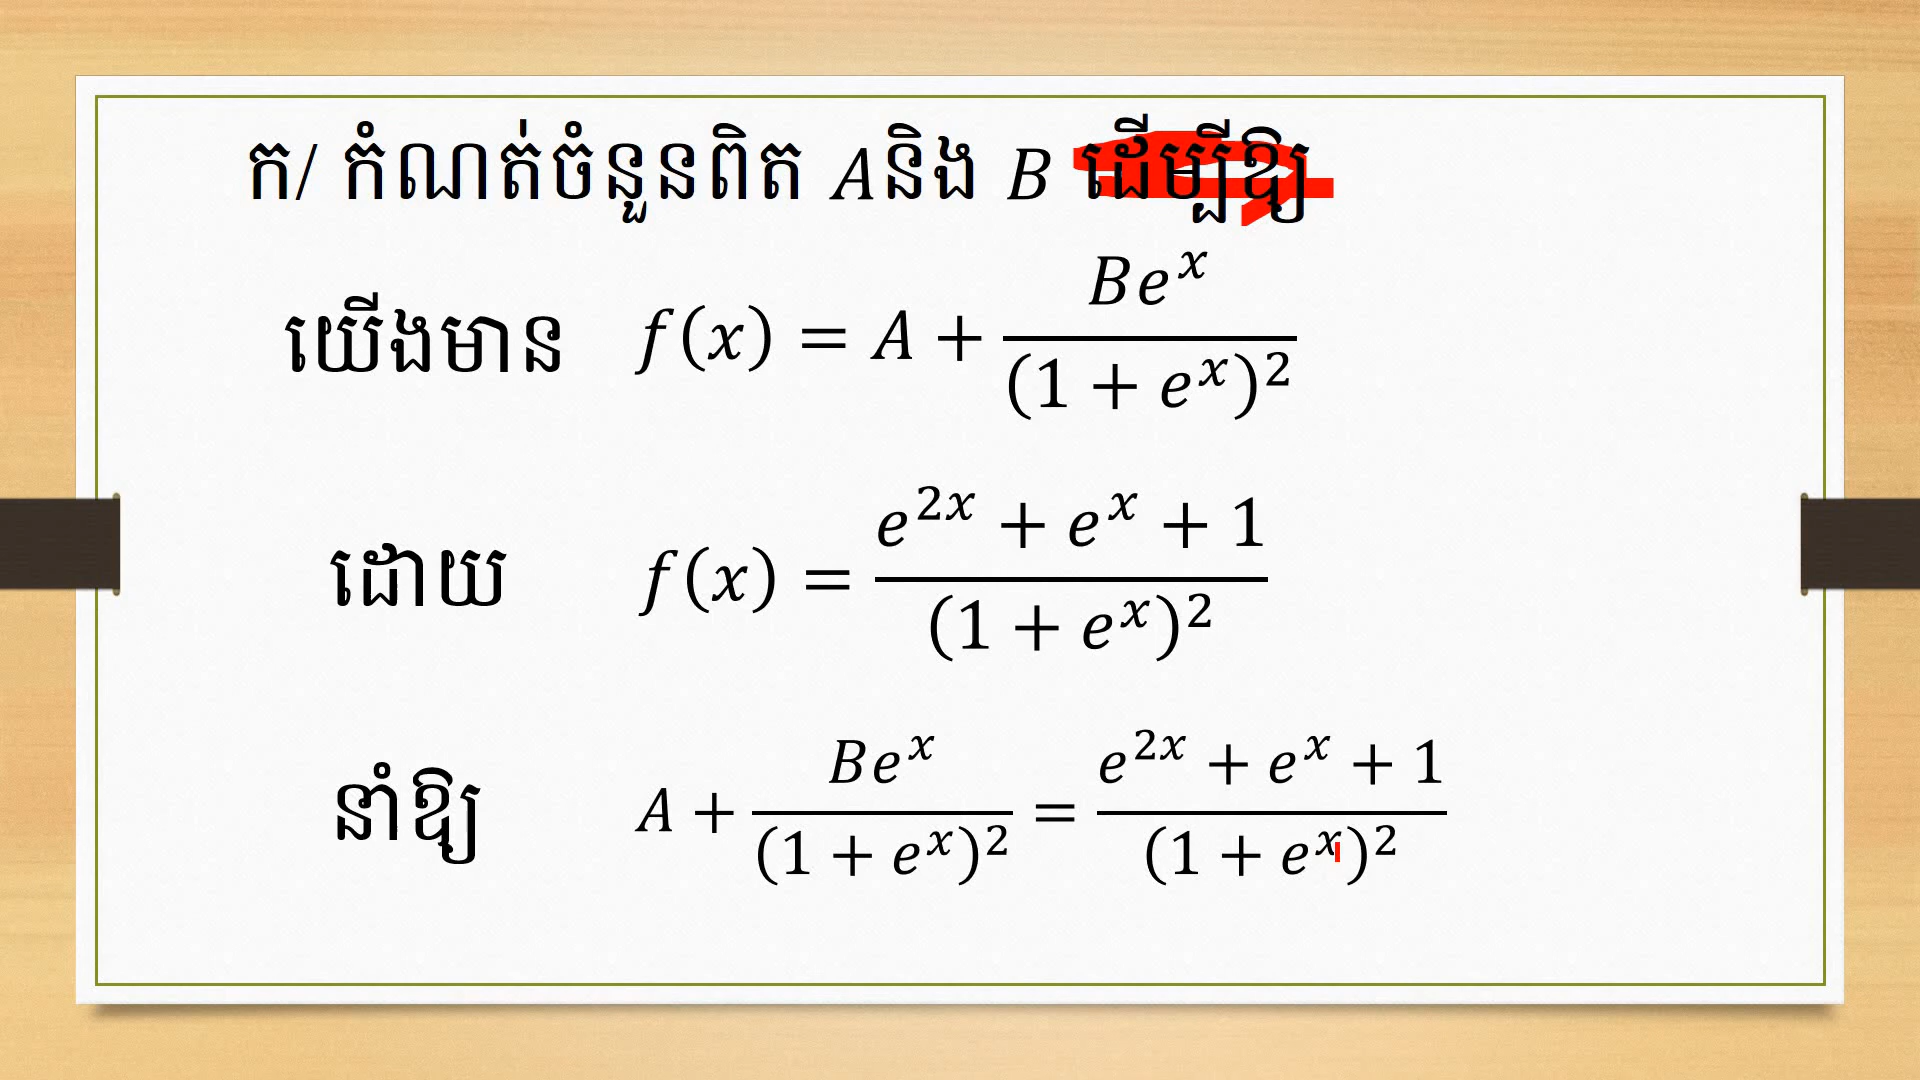 ក/ កំណត់ចំនួនពិត A និង B ដើម្បីឱ្យ
យើងមាន f(x) = A + Be^x/(1 + e^x)^2
ដោយ f(x) = (e^{2x} + e^x + 1)/(1 + e^x)^2
នាំឱ្យ A + Be^x/(1 + e^x)^2 = (e^{2x} + e^x + 1)/(1 + e^x)^2